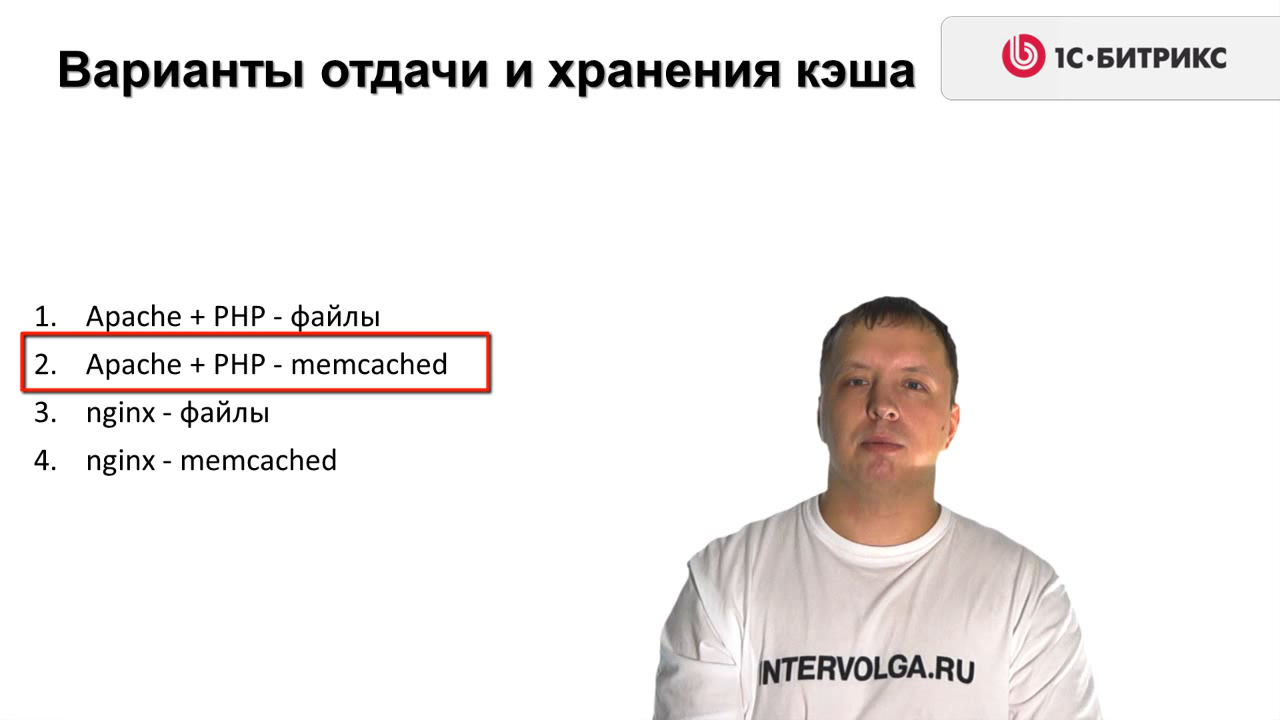 Варианты отдачи и хранения кэша
1С·БИТРИКС
1. Apache + PHP - файлы
2. Apache + PHP - memcached
3. nginx - файлы
4. nginx - memcached
INTERVOLGA.RU